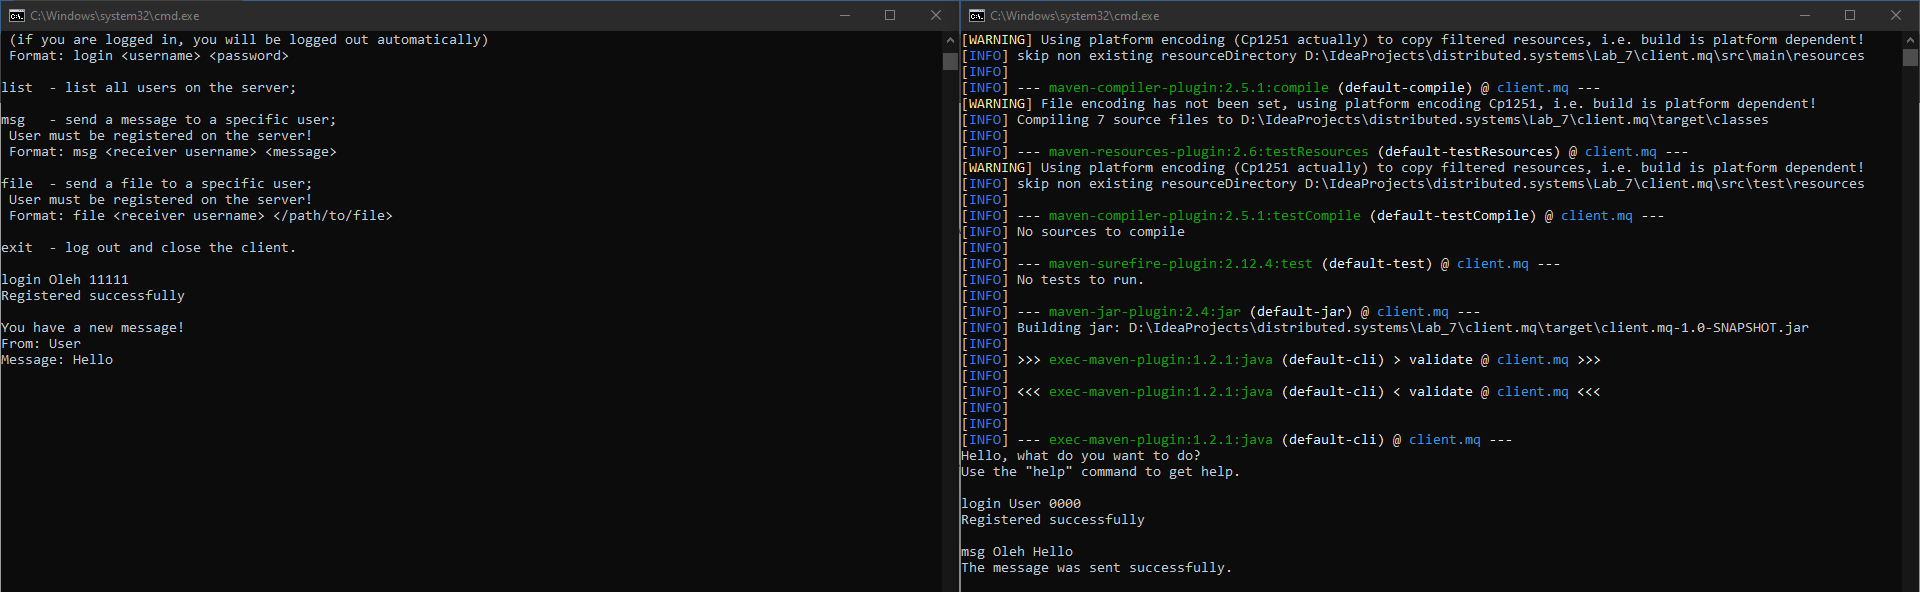 C:\Windows\system32\cmd.exe
(if you are logged in, you will be logged out automatically)
Format: login <username> <password>
list  - list all users on the server;
msg   - send a message to a specific user;
User must be registered on the server!
Format: msg <receiver username> <message>
file  - send a file to a specific user;
User must be registered on the server!
Format: file <receiver username> </path/to/file>
exit  - log out and close the client.
login Oleh 11111
Registered successfully
You have a new message!
From: User
Message: Hello
C:\Windows\system32\cmd.exe
[WARNING] Using platform encoding (Cp1251 actually) to copy filtered resources, i.e. build is platform dependent!
[INFO] skip non existing resourceDirectory D:\IdeaProjects\distributed.systems\Lab_7\client.mq\src\main\resources
[INFO]
[INFO] --- maven-compiler-plugin:2.5.1:compile (default-compile) @ client.mq ---
[WARNING] File encoding has not been set, using platform encoding Cp1251, i.e. build is platform dependent!
[INFO] Compiling 7 source files to D:\IdeaProjects\distributed.systems\Lab_7\client.mq\target\classes
[INFO]
[INFO] --- maven-resources-plugin:2.6:testResources (default-testResources) @ client.mq ---
[WARNING] Using platform encoding (Cp1251 actually) to copy filtered resources, i.e. build is platform dependent!
[INFO] skip non existing resourceDirectory D:\IdeaProjects\distributed.systems\Lab_7\client.mq\src\test\resources
[INFO]
[INFO] --- maven-compiler-plugin:2.5.1:testCompile (default-testCompile) @ client.mq ---
[INFO] No sources to compile
[INFO]
[INFO] --- maven-surefire-plugin:2.12.4:test (default-test) @ client.mq ---
[INFO] No tests to run.
[INFO]
[INFO] --- maven-jar-plugin:2.4:jar (default-jar) @ client.mq ---
[INFO] Building jar: D:\IdeaProjects\distributed.systems\Lab_7\client.mq\target\client.mq-1.0-SNAPSHOT.jar
[INFO]
[INFO] >>> exec-maven-plugin:1.2.1:java (default-cli) > validate @ client.mq >>>
[INFO]
[INFO] <<< exec-maven-plugin:1.2.1:java (default-cli) < validate @ client.mq <<<
[INFO]
[INFO]
[INFO] --- exec-maven-plugin:1.2.1:java (default-cli) @ client.mq ---
Hello, what do you want to do?
Use the "help" command to get help.
login User 0000
Registered successfully
msg Oleh Hello
The message was sent successfully.